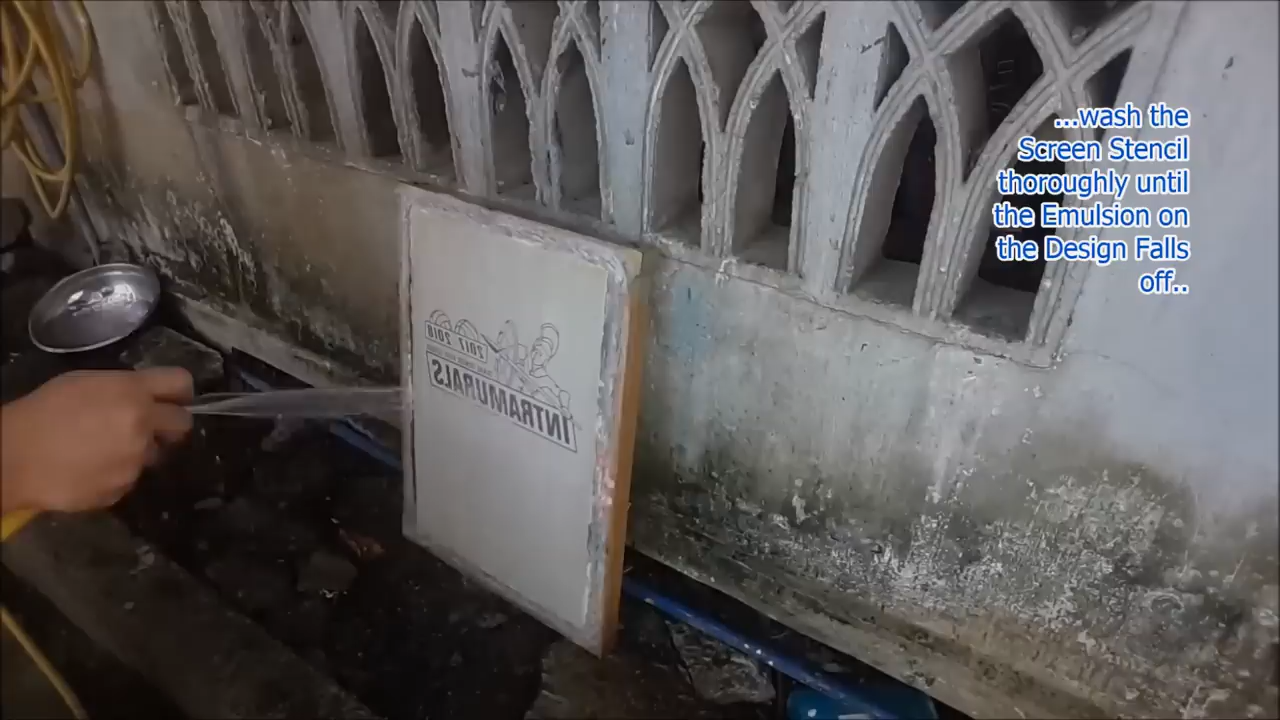 ...wash the
Screen Stencil
thoroughly until
the Emulsion on
the Design Falls
off..
2017 2018
INTRAMURALS